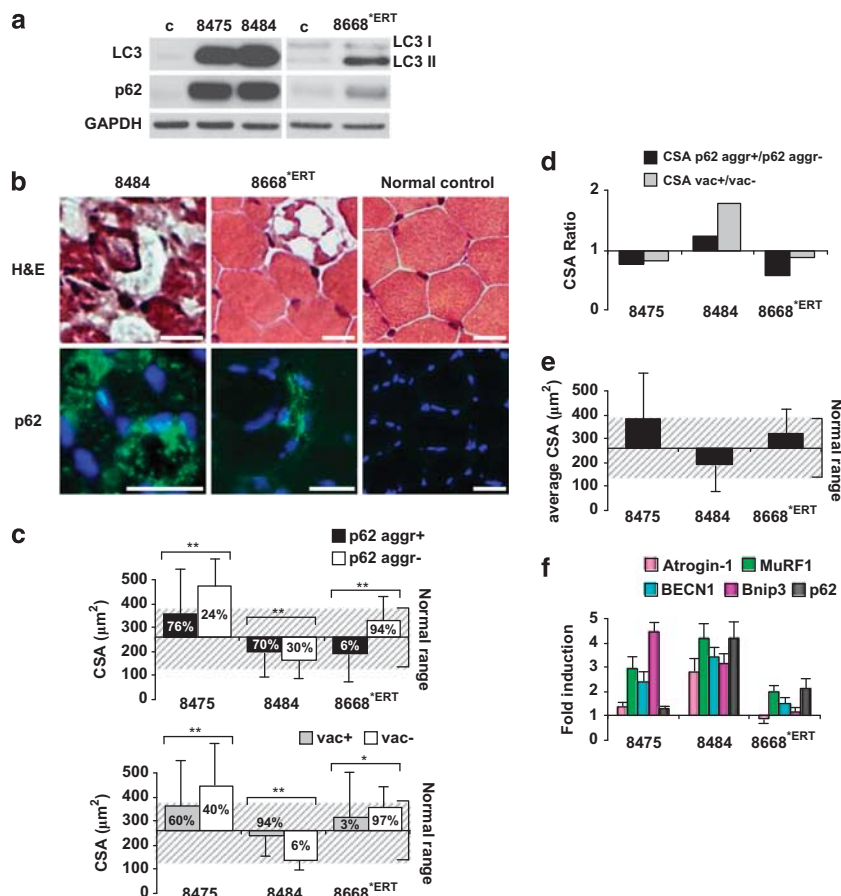 a
c 8475 8484 c 8668*ERT
LC3
LC3 I
LC3 II
p62
GAPDH
b
8484 8668*ERT Normal control
H&E
p62
c
p62 aggr+
p62 aggr-
CSA (µm2)
500
400
300
200
100
0
** ** **
76% 24% 70% 30% 6% 94%
Normal range
8475 8484 8668*ERT
vac+ vac-
CSA (µm2)
500
400
300
200
100
0
** ** *
60% 40% 94% 6% 3% 97%
Normal range
8475 8484 8668*ERT
d
CSA p62 aggr+/p62 aggr-
CSA vac+/vac-
CSA Ratio
2
1
0
8475 8484 8668*ERT
e
average CSA (µm2)
500
400
300
200
100
0
Normal range
8475 8484 8668*ERT
f
Atrogin-1 MuRF1
BECN1 Bnip3 p62
Fold induction
5
4
3
2
1
0
8475 8484 8668*ERT